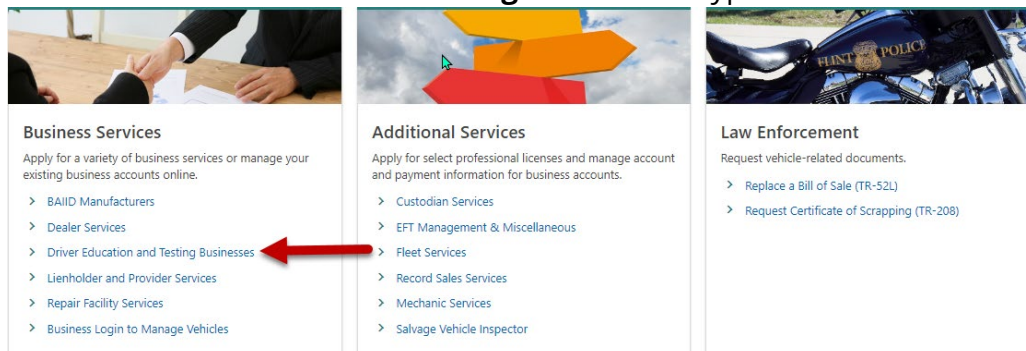 FLINT POLICE
Business Services
Apply for a variety of business services or manage your
existing business accounts online.
> BAIID Manufacturers
> Dealer Services
> Driver Education and Testing Businesses
> Lienholder and Provider Services
> Repair Facility Services
> Business Login to Manage Vehicles
Additional Services
Apply for select professional licenses and manage account
and payment information for business accounts.
> Custodian Services
> EFT Management & Miscellaneous
> Fleet Services
> Record Sales Services
> Mechanic Services
> Salvage Vehicle Inspector
Law Enforcement
Request vehicle-related documents.
> Replace a Bill of Sale (TR-52L)
> Request Certificate of Scrapping (TR-208)